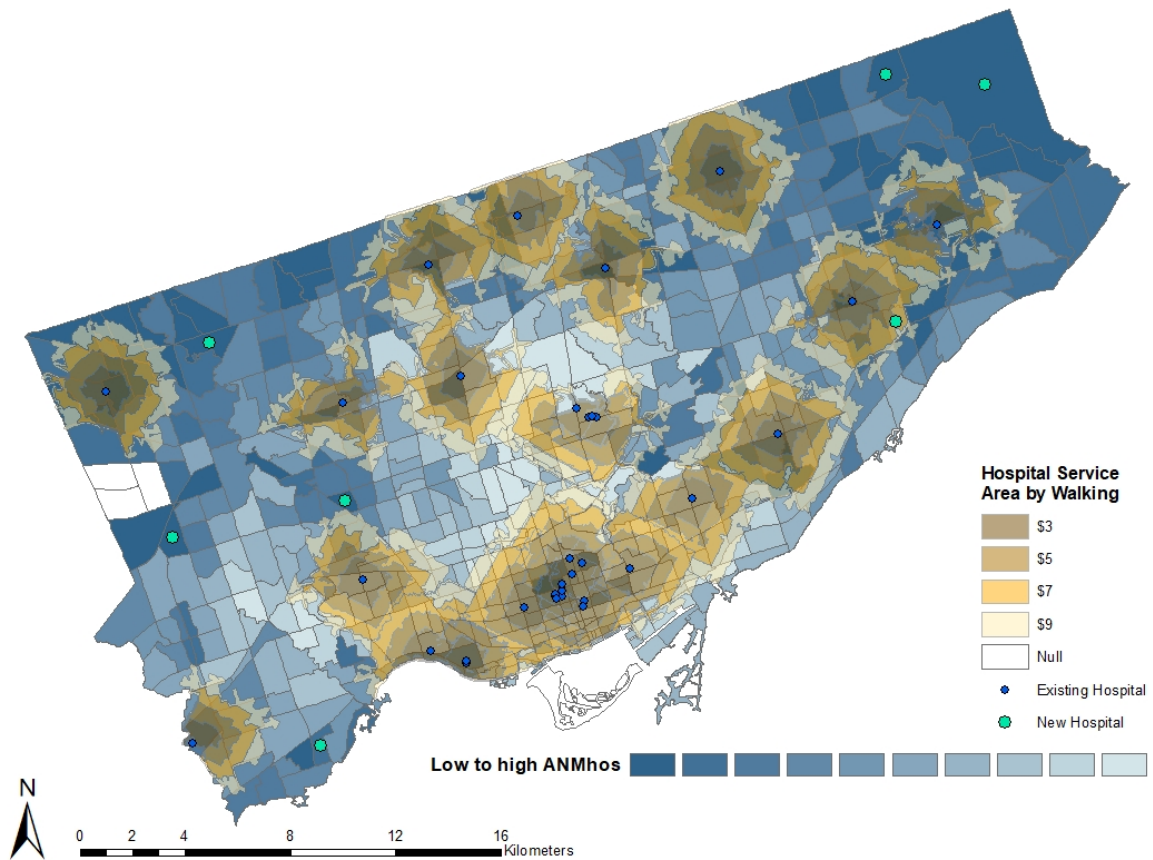 Hospital Service
Area by Walking
$3
$5
$7
$9
Null
Existing Hospital
New Hospital
Low to high ANMhos
N
0 2 4 8 12 16
Kilometers